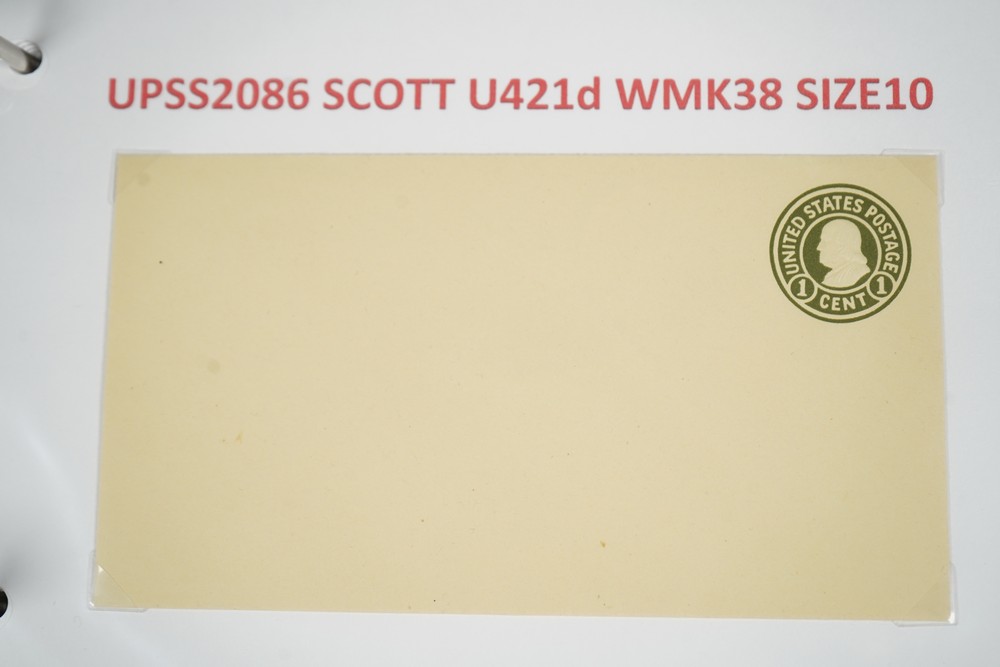 UPSS2086 SCOTT U421d WMK38 SIZE10
UNITED STATES POSTAGE
1 CENT 1